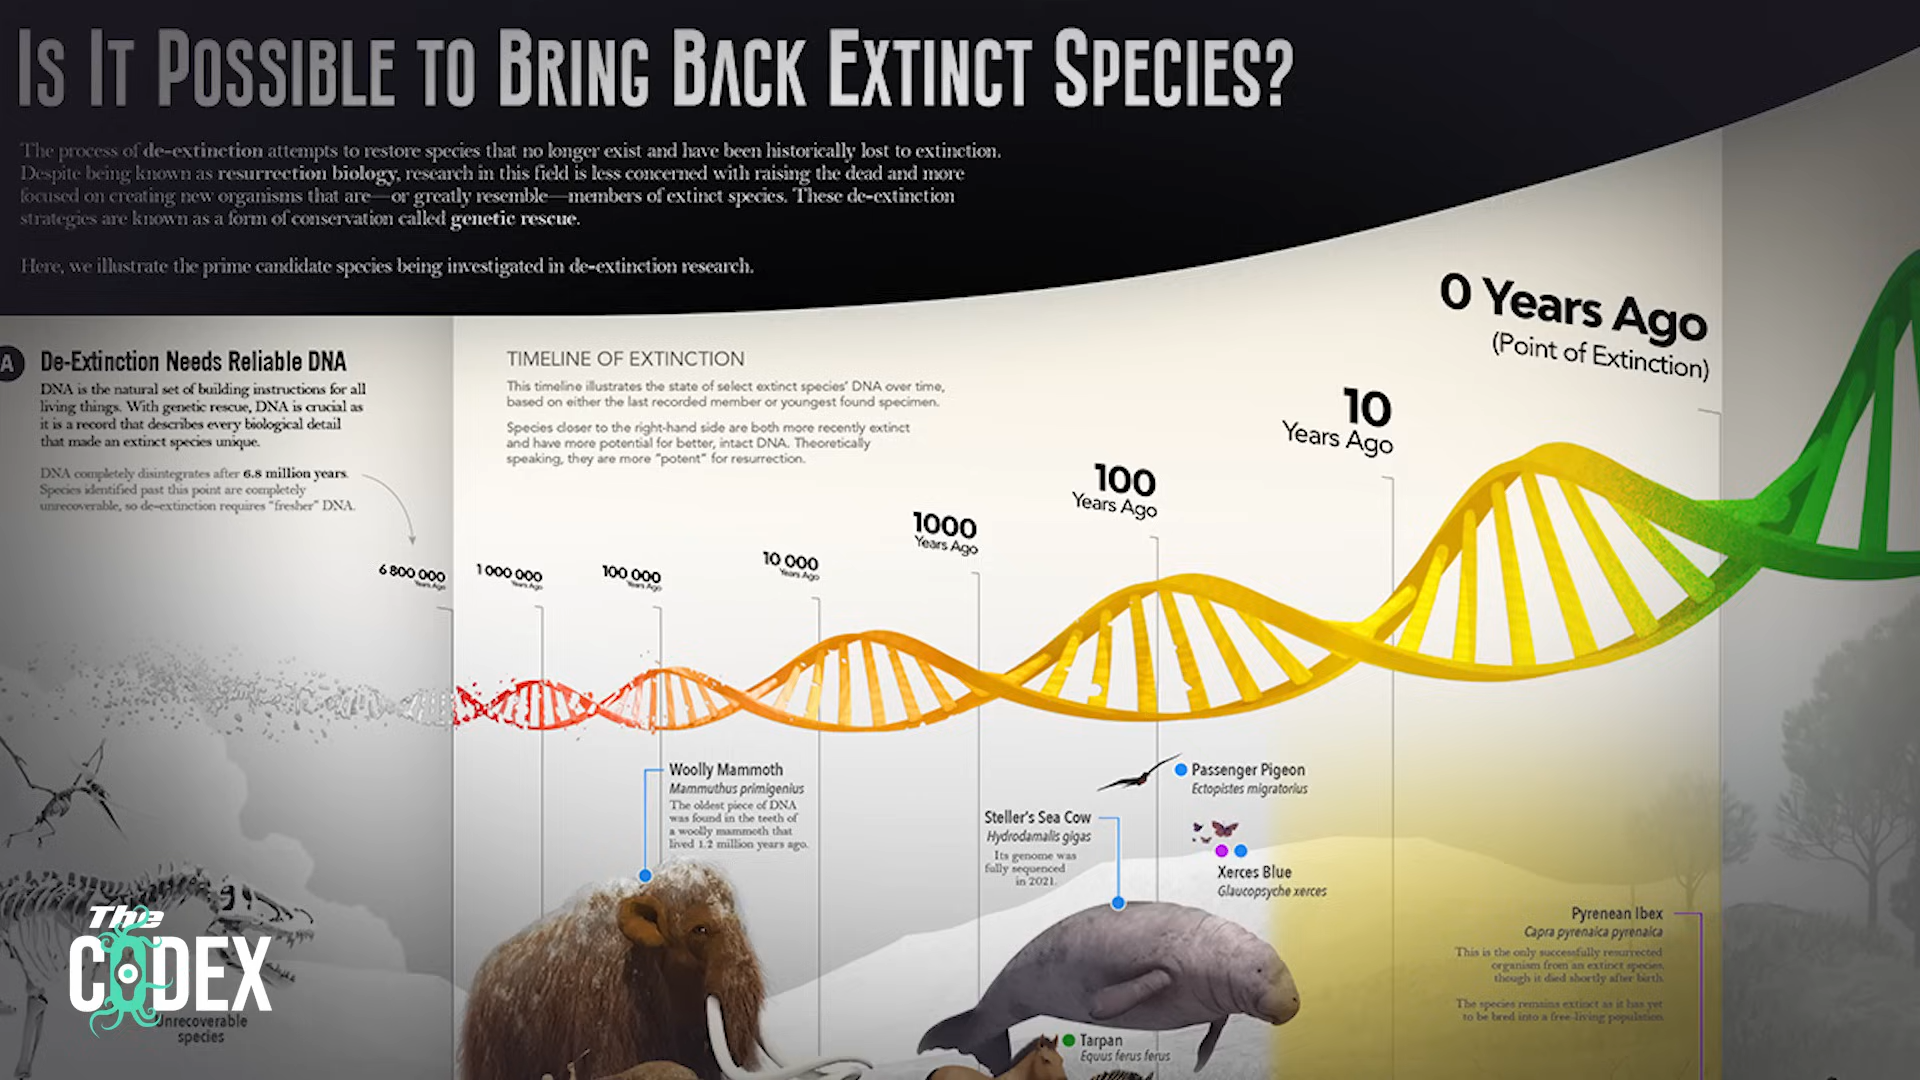 Is It Possible to Bring Back Extinct Species?
The process of de-extinction attempts to restore species that no longer exist and have been historically lost to extinction.
Despite being known as resurrection biology, research in this field is less concerned with raising the dead and more
focused on creating new organisms that are—or greatly resemble—members of extinct species. These de-extinction
strategies are known as a form of conservation called genetic rescue.
Here, we illustrate the prime candidate species being investigated in de-extinction research.
A
De-Extinction Needs Reliable DNA
DNA is the natural set of building instructions for all
living things. With genetic rescue, DNA is crucial as
it is a record that describes every biological detail
that made an extinct species unique.
DNA completely disintegrates after 6.8 million years.
Species identified past this point are completely
unrecoverable, so de-extinction requires "fresher" DNA.
TIMELINE OF EXTINCTION
This timeline illustrates the state of select extinct species' DNA over time,
based on either the last recorded member or youngest found specimen.
Species closer to the right-hand side are both more recently extinct
and have more potential for better, intact DNA. Theoretically
speaking, they are more "potent" for resurrection.
6 800 000
Years Ago
1 000 000
Years Ago
100 000
Years Ago
10 000
Years Ago
1000
Years Ago
100
Years Ago
10
Years Ago
0 Years Ago
(Point of Extinction)
Woolly Mammoth
Mammuthus primigenius
The oldest piece of DNA
was found in the teeth of
a woolly mammoth that
lived 1.2 million years ago.
Passenger Pigeon
Ectopistes migratorius
Steller's Sea Cow
Hydrodamalis gigas
Its genome was
fully sequenced
in 2021.
Xerces Blue
Glaucopsyche xerces
Pyrenean Ibex
Capra pyrenaica pyrenaica
This is the only successfully resurrected
organism from an extinct species,
though it died shortly after birth.
The species remains extinct as it has yet
to be bred into a free-living population.
Tarpan
Equus ferus ferus
The
CODEX
Unrecoverable
species